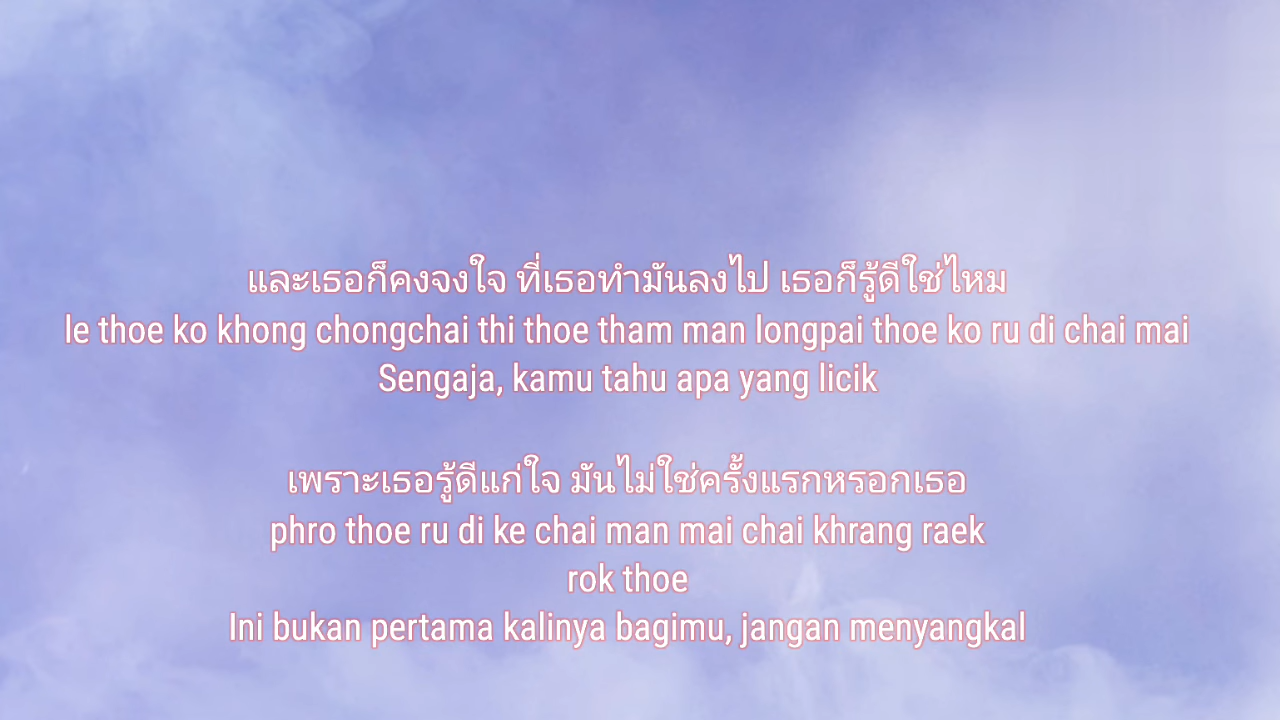 และเธอก็คงจงใจ ที่เธอทำมันลงไป เธอก็รู้ดีใช่ไหม
le thoe ko khong chongchai thi thoe tham man longpai thoe ko ru di chai mai
Sengaja, kamu tahu apa yang licik
เพราะเธอรู้ดีแก่ใจ มันไม่ใช่ครั้งแรกหรอกเธอ
phro thoe ru di ke chai man mai chai khrang raek
rok thoe
Ini bukan pertama kalinya bagimu, jangan menyangkal